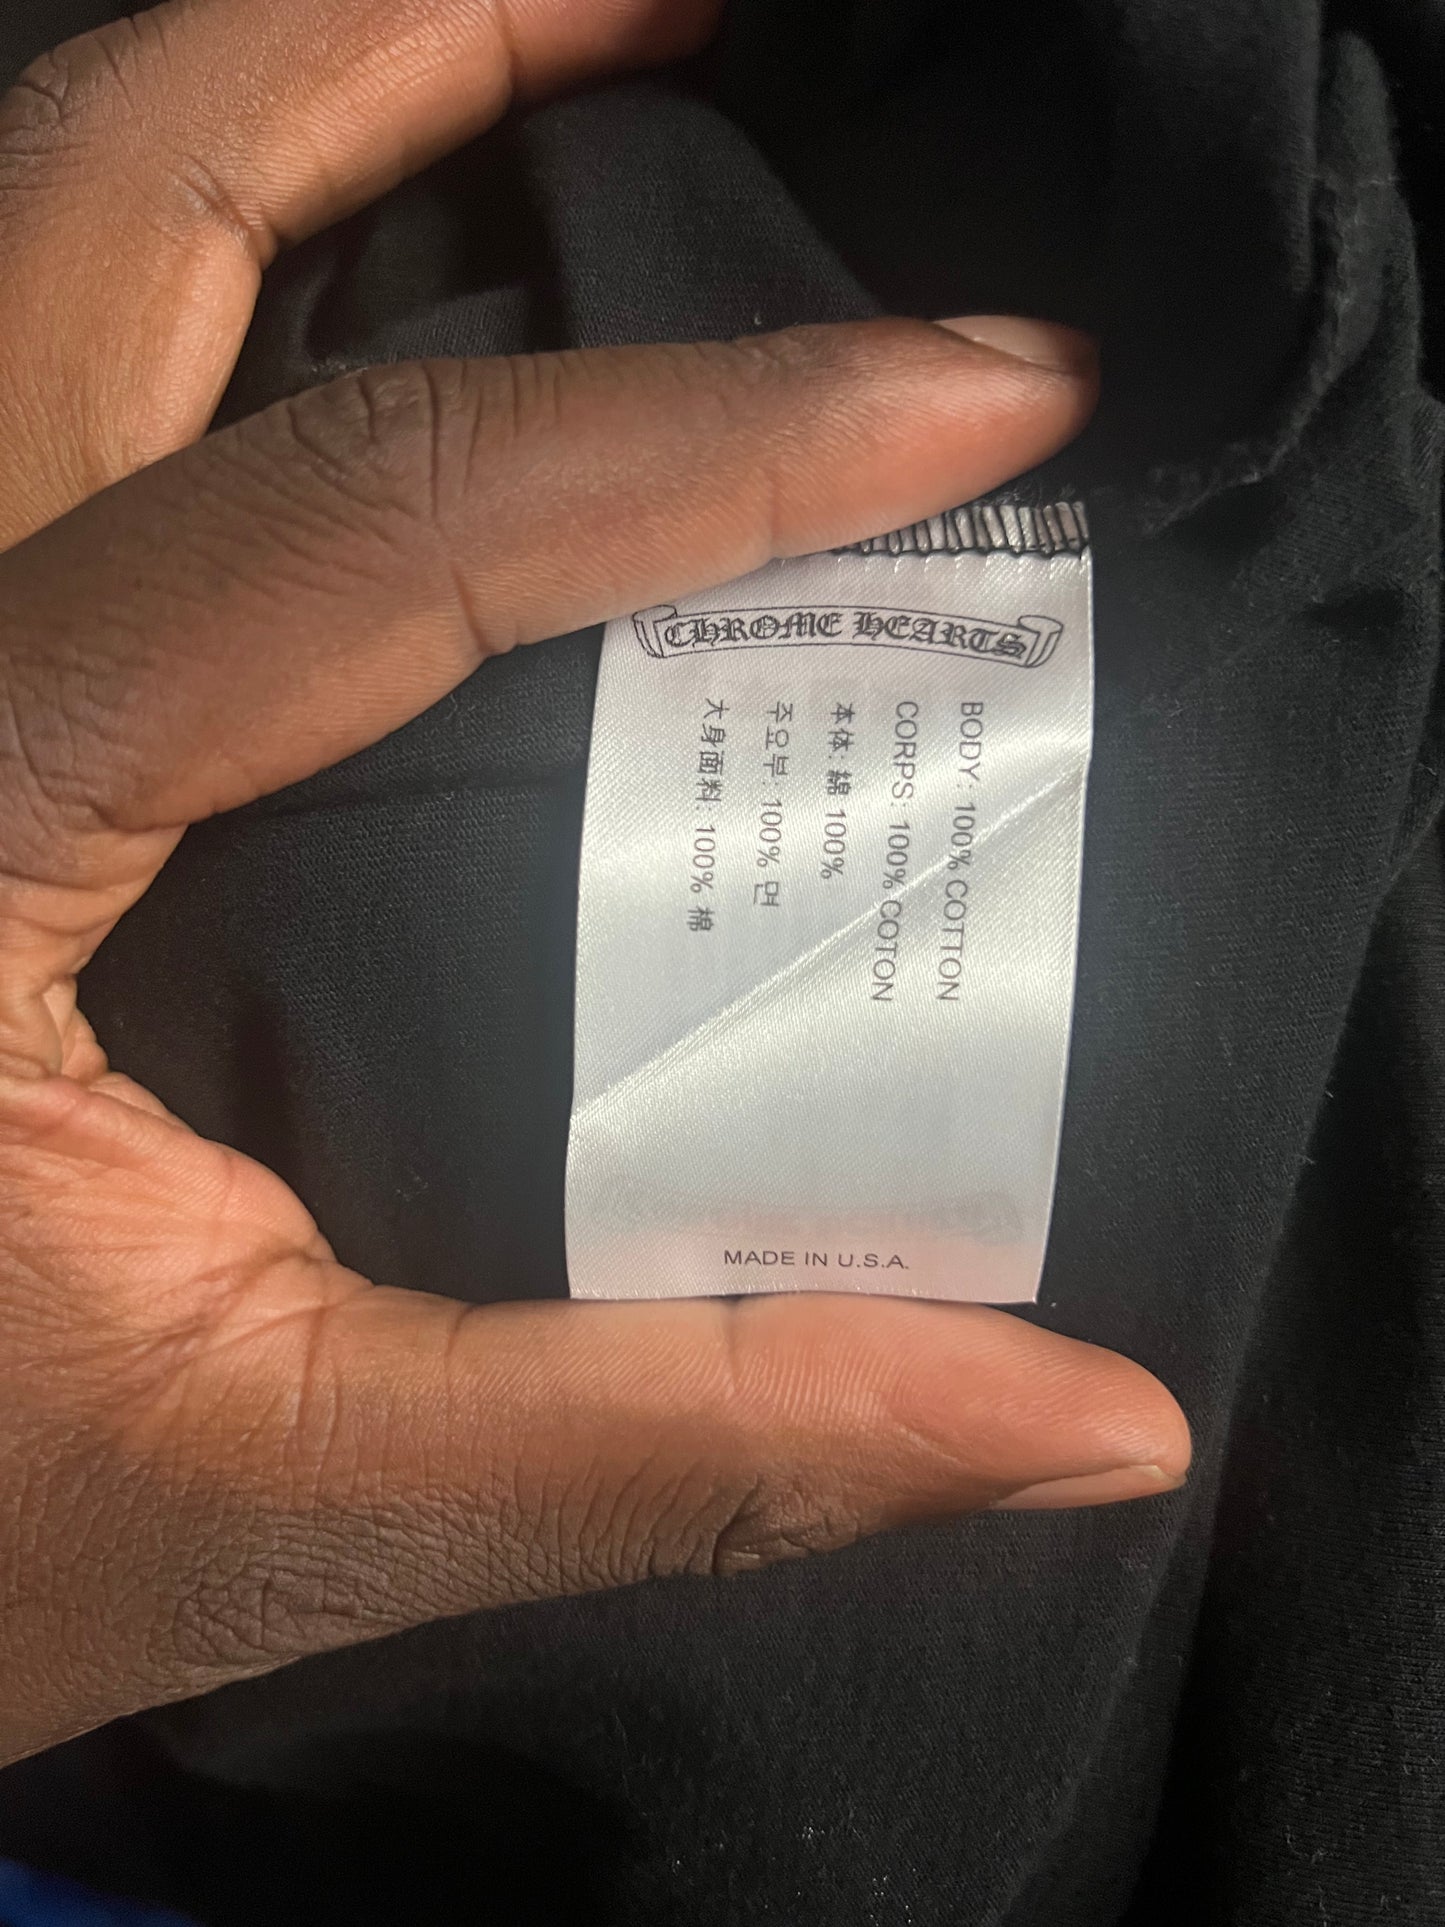 CHROME HEARTS
BODY: 100% COTTON
CORPS: 100% COTON
本体: 綿 100%
주요부: 100% 면
大身面料: 100% 棉
MADE IN U.S.A.